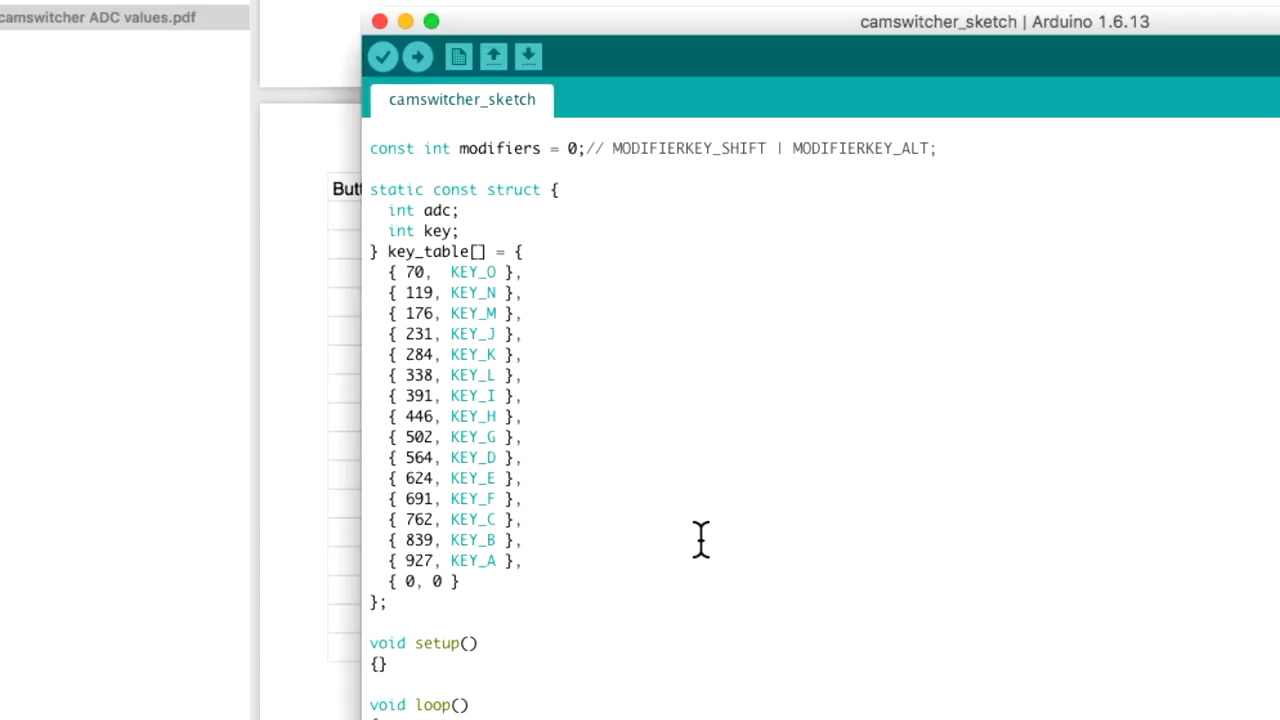 camswitcher ADC values.pdf
camswitcher_sketch | Arduino 1.6.13
camswitcher_sketch
const int modifiers = 0;// MODIFIERKEY_SHIFT | MODIFIERKEY_ALT;
Butt
static const struct {
int adc;
int key;
} key_table[] = {
{ 70, KEY_O },
{ 119, KEY_N },
{ 176, KEY_M },
{ 231, KEY_J },
{ 284, KEY_K },
{ 338, KEY_L },
{ 391, KEY_I },
{ 446, KEY_H },
{ 502, KEY_G },
{ 564, KEY_D },
{ 624, KEY_E },
{ 691, KEY_F },
{ 762, KEY_C },
{ 839, KEY_B },
{ 927, KEY_A },
{ 0, 0 }
};
void setup()
{}
void loop()